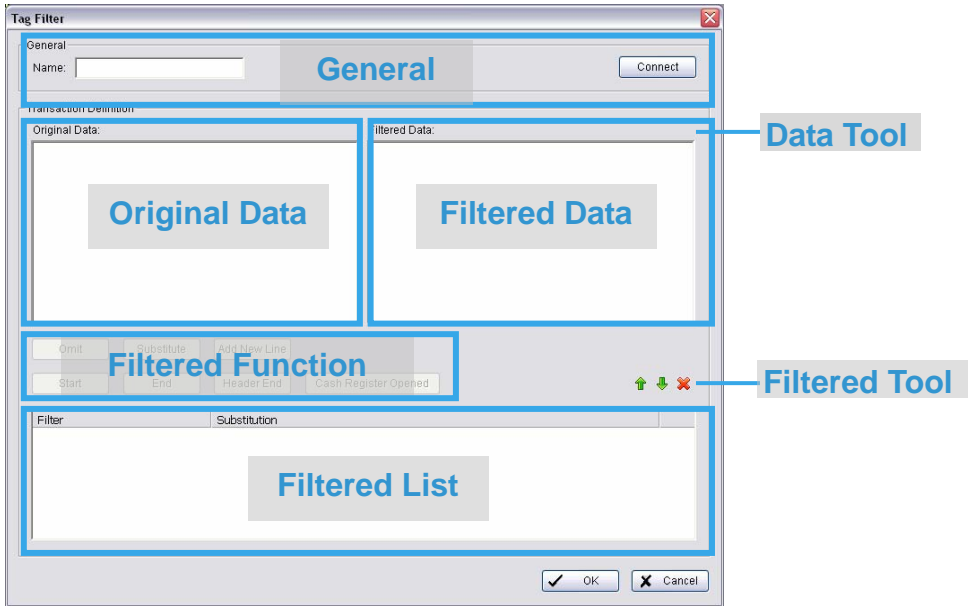 Tag Filter
General
Name:
General
Connect
Transaction Definition
Original Data:
Filtered Data:
Data Tool
Original Data
Filtered Data
Omit
Substitute
Add New Line
Filtered Function
Start
End
Header End
Cash Register Opened
Filtered Tool
Filter
Substitution
Filtered List
OK
Cancel